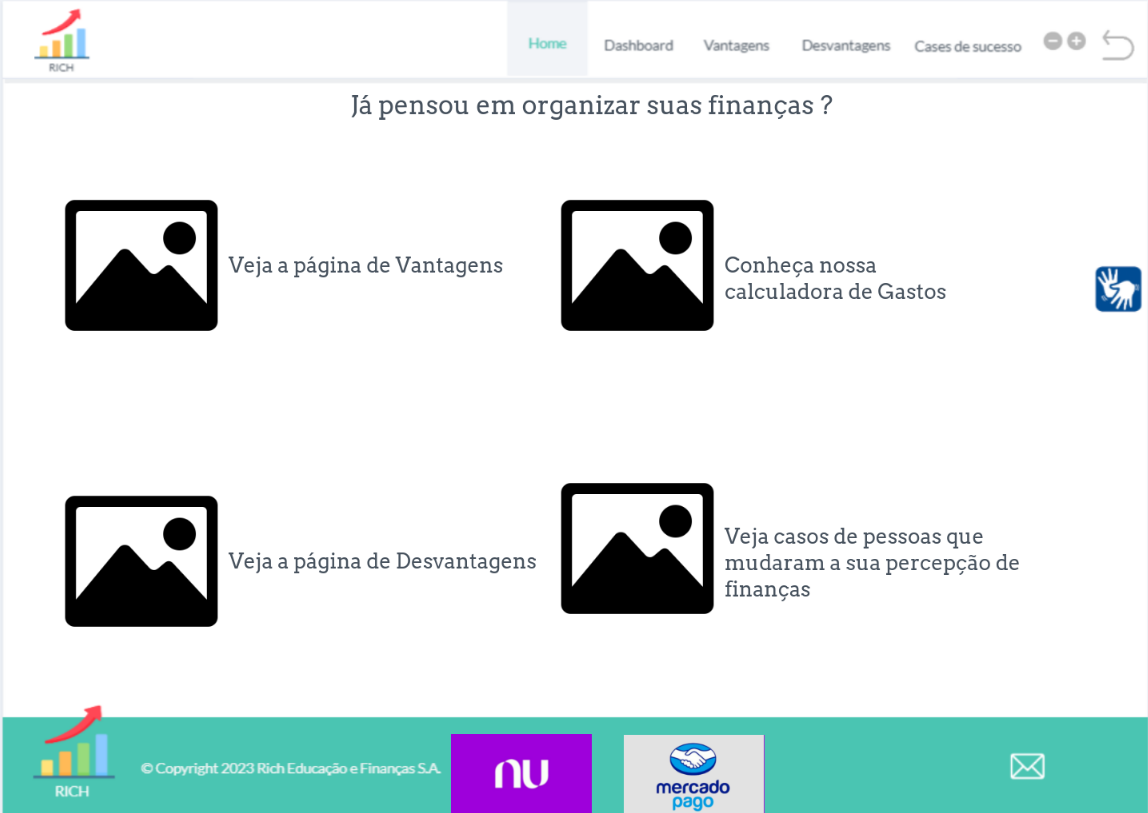 RICH
Home
Dashboard
Vantagens
Desvantagens
Cases de sucesso
Já pensou em organizar suas finanças ?
Veja a página de Vantagens
Conheça nossa
calculadora de Gastos
Veja a página de Desvantagens
Veja casos de pessoas que
mudaram a sua percepção de
finanças
RICH
© Copyright 2023 Rich Educação e Finanças S.A.
nu
mercado
pago